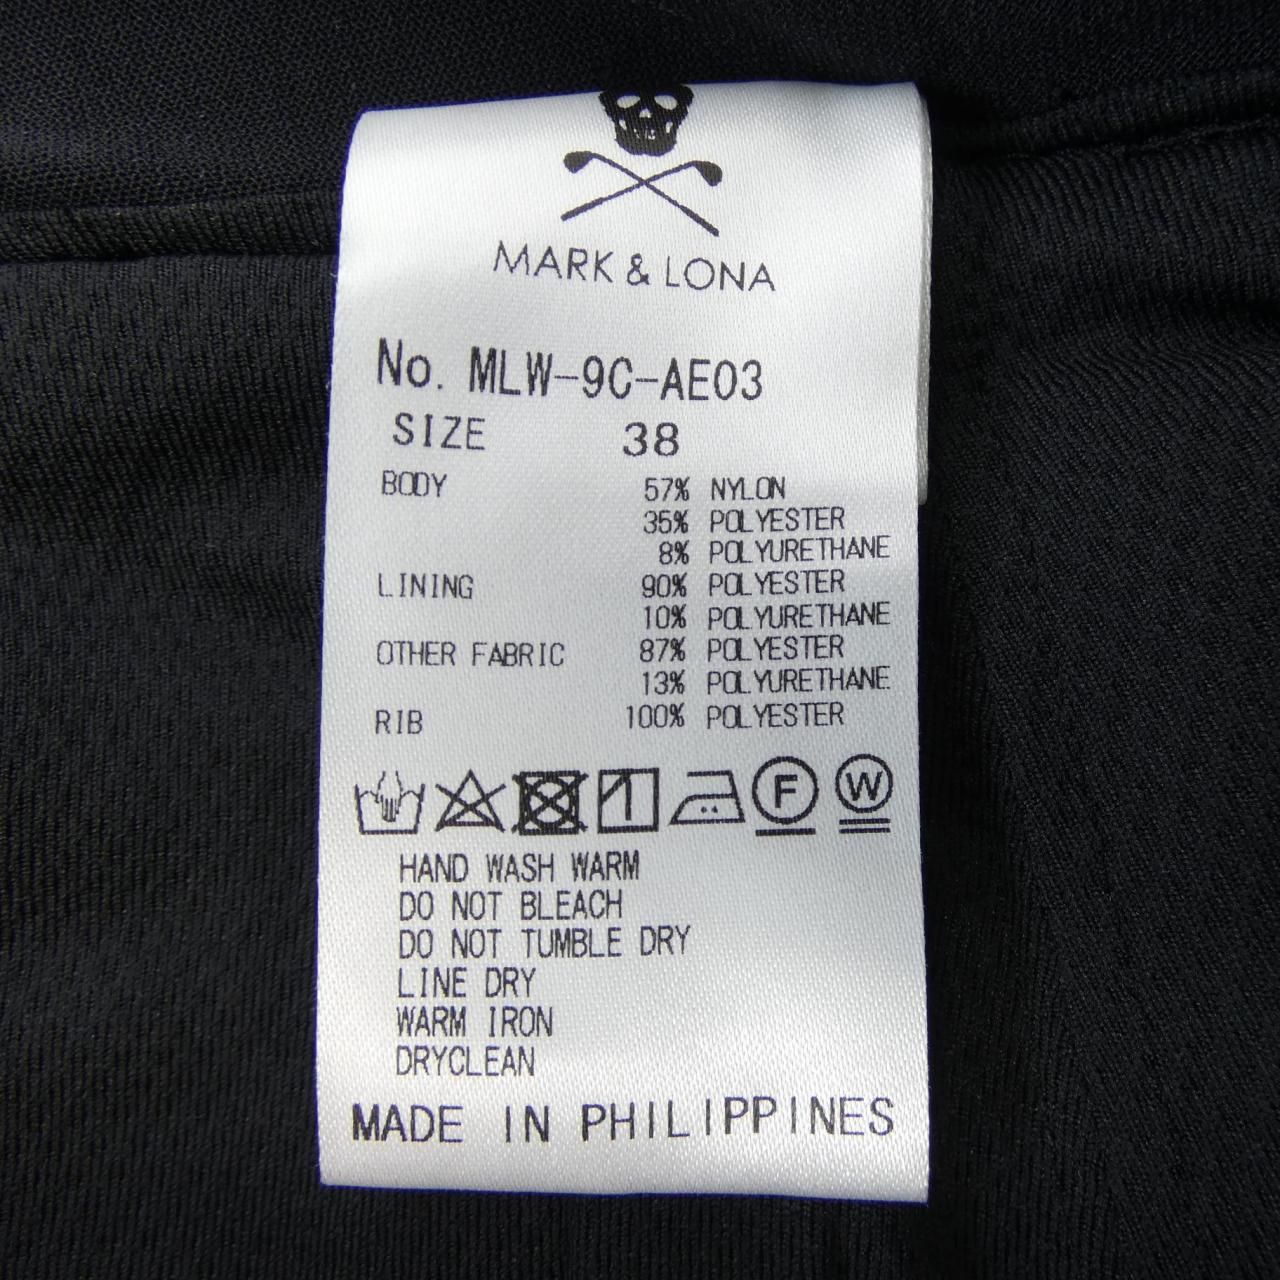 MARK & LONA
No. MLW-9C-AE03
SIZE 38
BODY 57% NYLON
35% POLYESTER
8% POLYURETHANE
LINING 90% POLYESTER
10% POLYURETHANE
OTHER FABRIC 87% POLYESTER
13% POLYURETHANE
RIB 100% POLYESTER
F W
HAND WASH WARM
DO NOT BLEACH
DO NOT TUMBLE DRY
LINE DRY
WARM IRON
DRYCLEAN
MADE IN PHILIPPINES